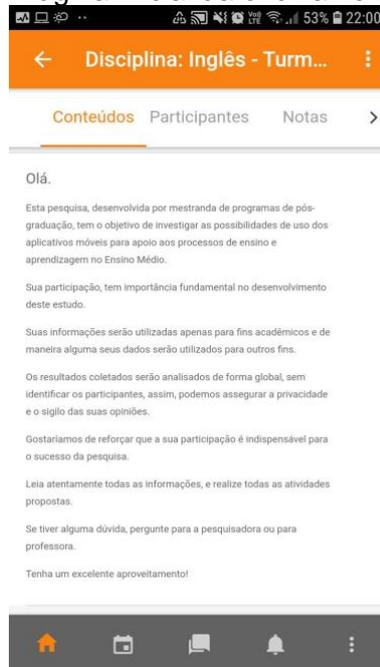 53% 22:00
Disciplina: Inglês - Turm...
Conteúdos Participantes Notas
Olá.
Esta pesquisa, desenvolvida por mestranda de programas de pós-
graduação, tem o objetivo de investigar as possibilidades de uso dos
aplicativos móveis para apoio aos processos de ensino e
aprendizagem no Ensino Médio.
Sua participação, tem importância fundamental no desenvolvimento
deste estudo.
Suas informações serão utilizadas apenas para fins acadêmicos e de
maneira alguma seus dados serão utilizados para outros fins.
Os resultados coletados serão analisados de forma global, sem
identificar os participantes, assim, podemos assegurar a privacidade
e o sigilo das suas opiniões.
Gostaríamos de reforçar que a sua participação é indispensável para
o sucesso da pesquisa.
Leia atentamente todas as informações, e realize todas as atividades
propostas.
Se tiver alguma dúvida, pergunte para a pesquisadora ou para
professora.
Tenha um excelente aproveitamento!